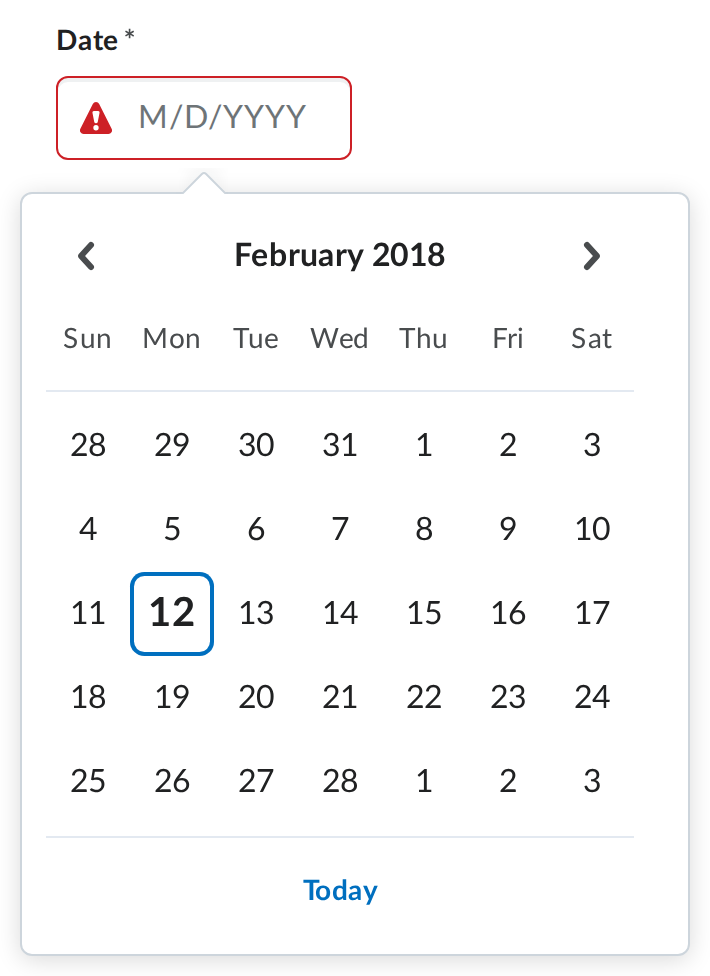 Date *
M/D/YYYY
February 2018
Sun Mon Tue Wed Thu Fri Sat
28 29 30 31 1 2 3
4 5 6 7 8 9 10
11 12 13 14 15 16 17
18 19 20 21 22 23 24
25 26 27 28 1 2 3
Today